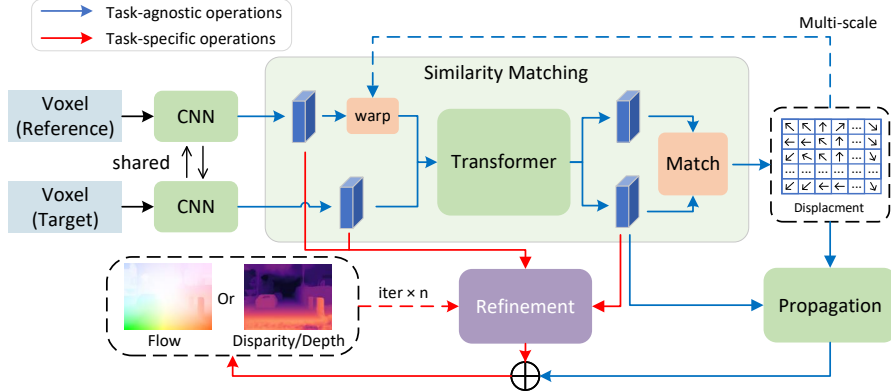 Task-agnostic operations
Task-specific operations
Multi-scale
Similarity Matching
Voxel
(Reference)
CNN
warp
Transformer
Match
shared
Voxel
(Target)
CNN
Displacment
Or
Flow
Disparity/Depth
iter × n
Refinement
Propagation